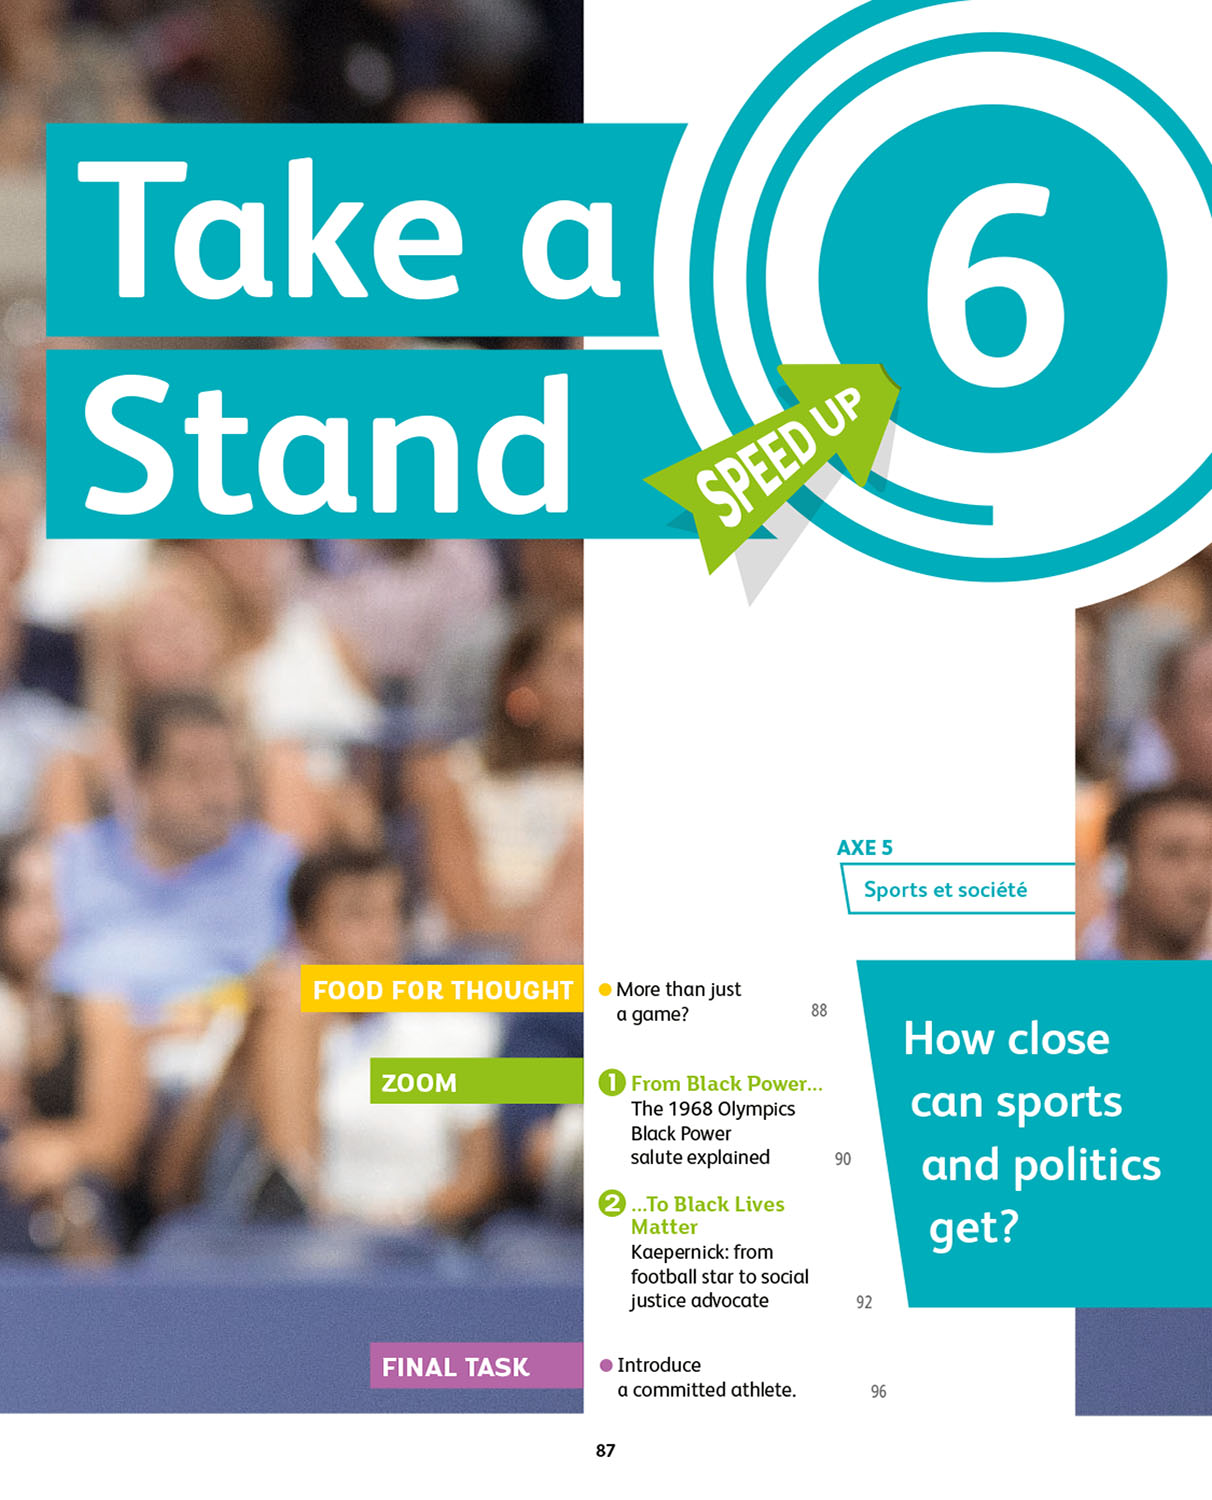 Take a
Stand
6
SPEED UP
AXE 5
Sports et société
FOOD FOR THOUGHT
More than just
a game?
88
ZOOM
1 From Black Power...
The 1968 Olympics
Black Power
salute explained
90
2 ...To Black Lives
Matter
Kaepernick: from
football star to social
justice advocate
92
FINAL TASK
Introduce
a committed athlete.
96
How close
can sports
and politics
get?
87